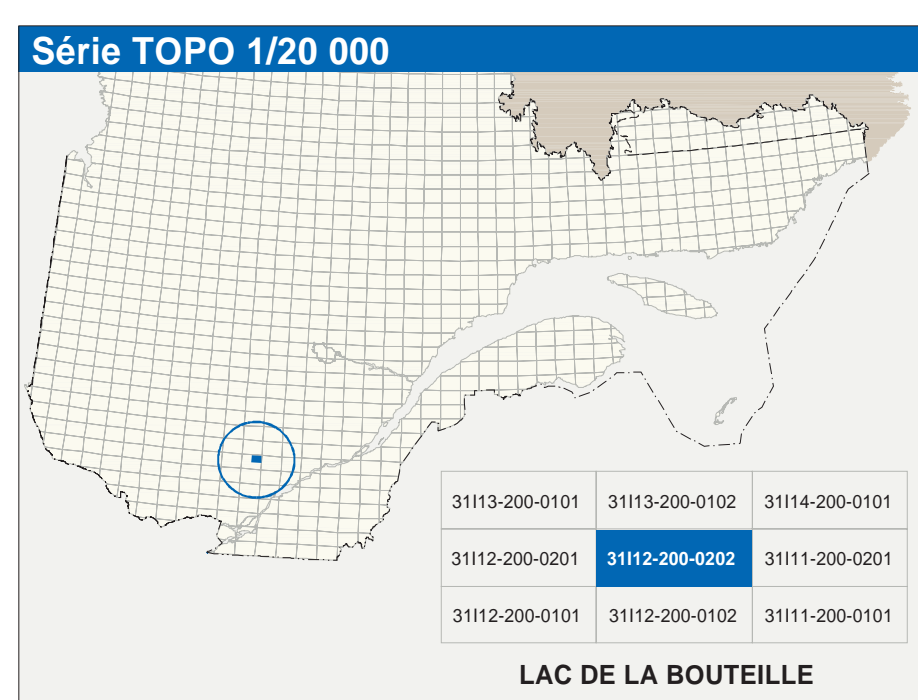 Série TOPO 1/20 000
31I13-200-0101 31I13-200-0102 31I14-200-0101
31I12-200-0201 31I12-200-0202 31I11-200-0201
31I12-200-0101 31I12-200-0102 31I11-200-0101
LAC DE LA BOUTEILLE